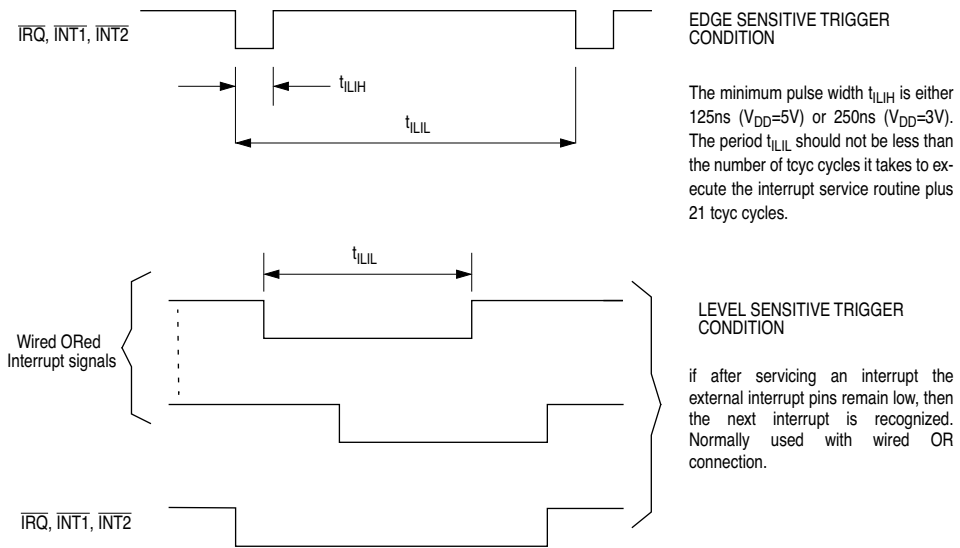 IRQ, INT1, INT2
tILIH
tILIL
EDGE SENSITIVE TRIGGER
CONDITION
The minimum pulse width tILIH is either
125ns (VDD=5V) or 250ns (VDD=3V).
The period tILIL should not be less than
the number of tcyc cycles it takes to ex-
ecute the interrupt service routine plus
21 tcyc cycles.
tILIL
Wired ORed
Interrupt signals
LEVEL SENSITIVE TRIGGER
CONDITION
if after servicing an interrupt the
external interrupt pins remain low, then
the next interrupt is recognized.
Normally used with wired OR
connection.
IRQ, INT1, INT2